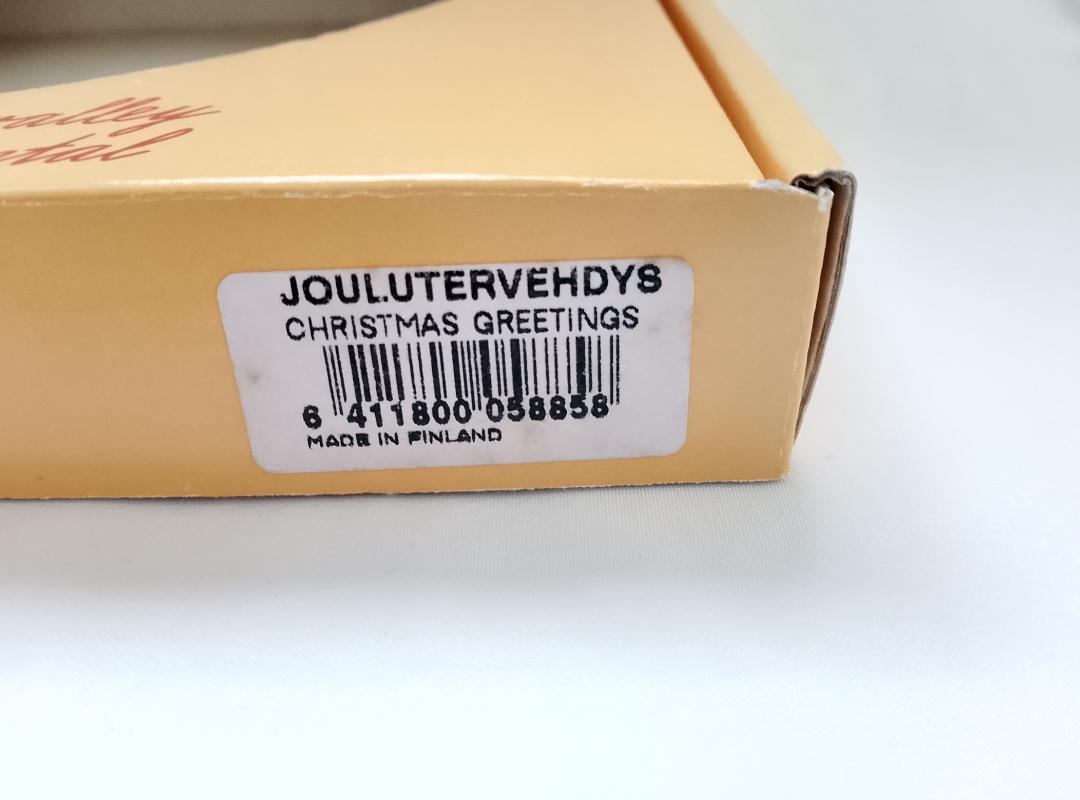 JOULUTERVEHDYS
CHRISTMAS GREETINGS
6 411800 058858
MADE IN FINLAND